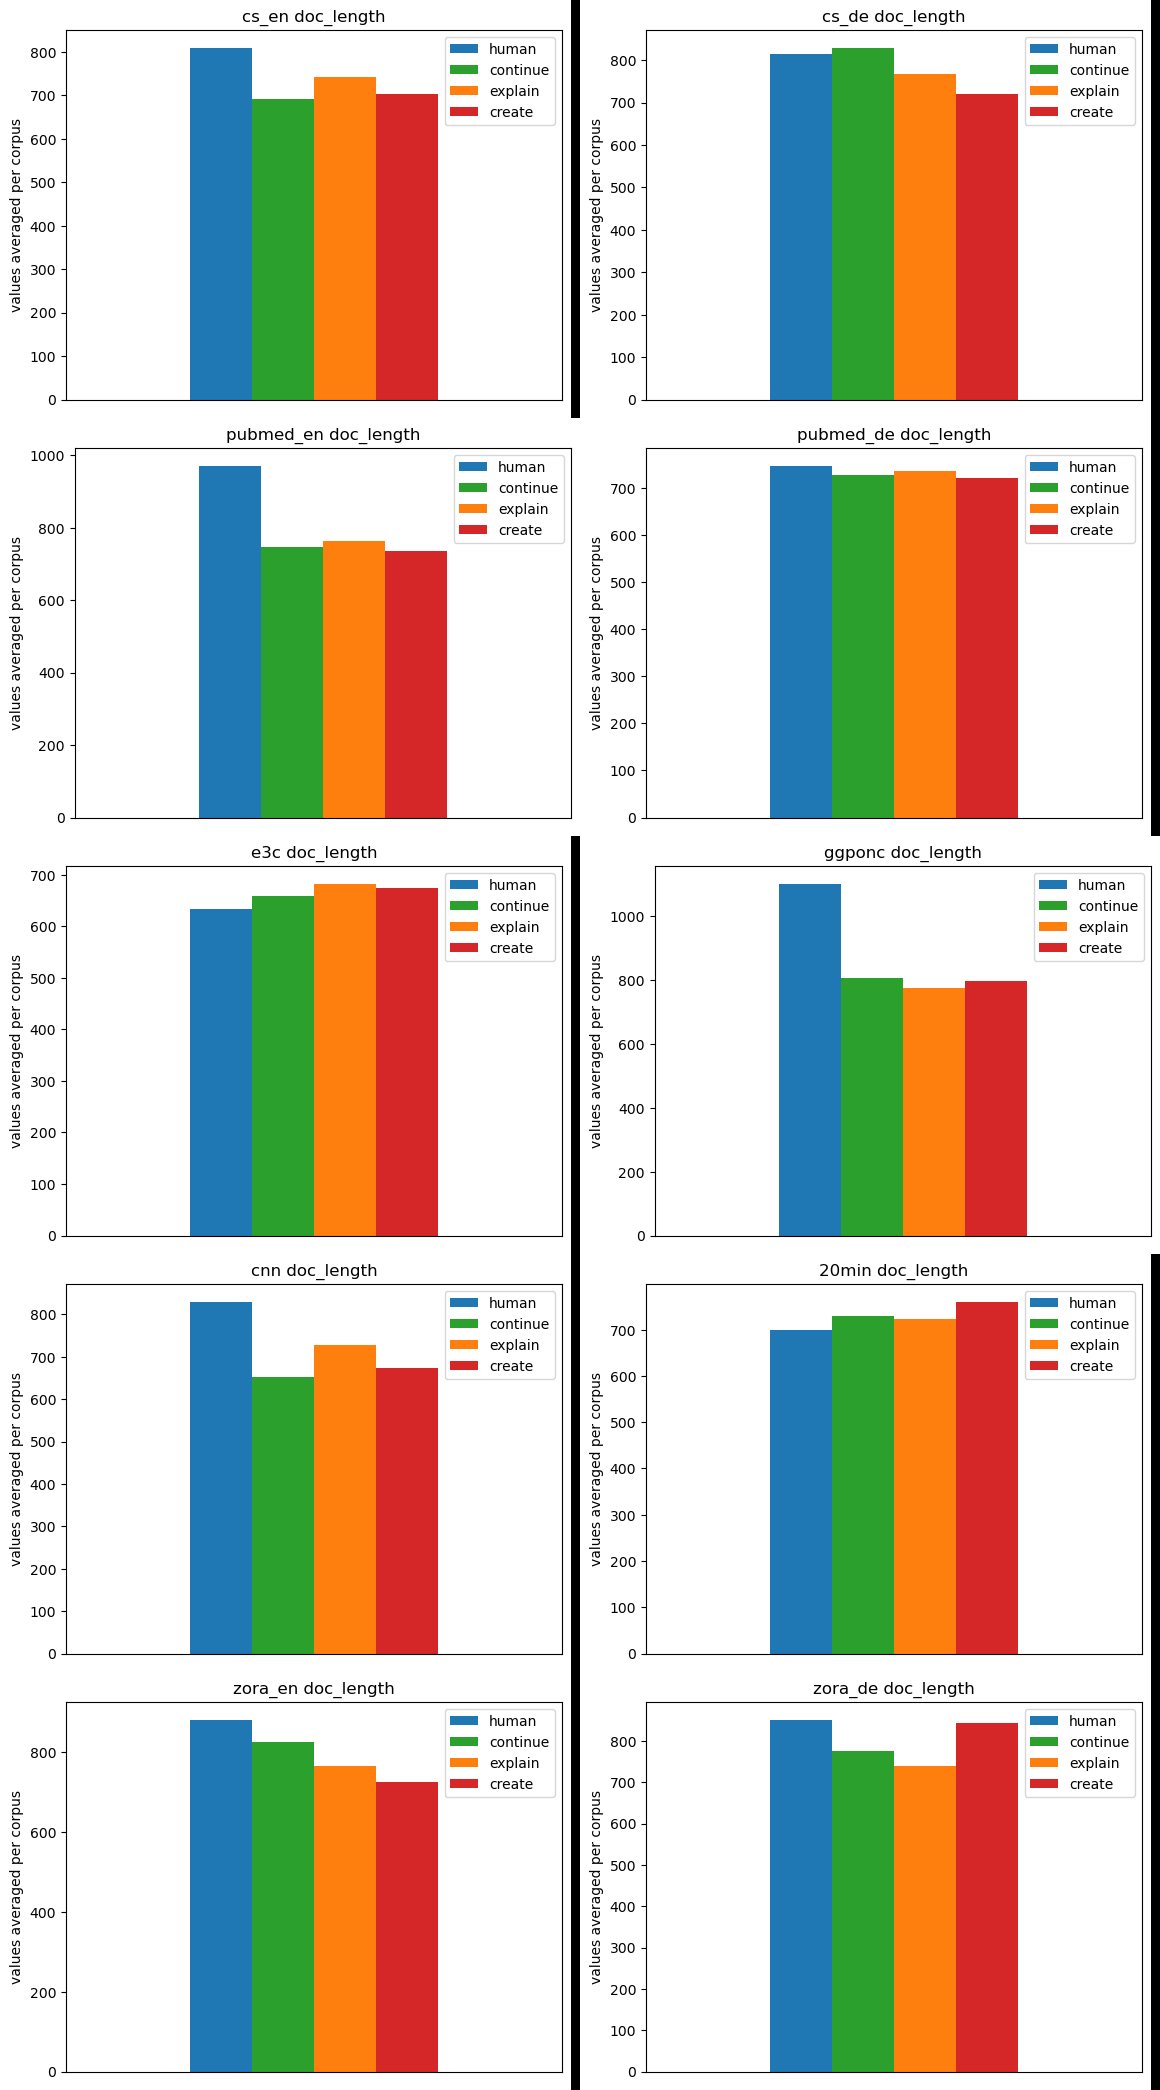 cs_en doc_length
values averaged per corpus
800
700
600
500
400
300
200
100
0
human
continue
explain
create
cs_de doc_length
values averaged per corpus
800
700
600
500
400
300
200
100
0
human
continue
explain
create
pubmed_en doc_length
values averaged per corpus
1000
800
600
400
200
0
human
continue
explain
create
pubmed_de doc_length
values averaged per corpus
700
600
500
400
300
200
100
0
human
continue
explain
create
e3c doc_length
values averaged per corpus
700
600
500
400
300
200
100
0
human
continue
explain
create
ggponc doc_length
values averaged per corpus
1000
800
600
400
200
0
human
continue
explain
create
cnn doc_length
values averaged per corpus
800
700
600
500
400
300
200
100
0
human
continue
explain
create
20min doc_length
values averaged per corpus
700
600
500
400
300
200
100
0
human
continue
explain
create
zora_en doc_length
values averaged per corpus
800
600
400
200
0
human
continue
explain
create
zora_de doc_length
values averaged per corpus
800
700
600
500
400
300
200
100
0
human
continue
explain
create